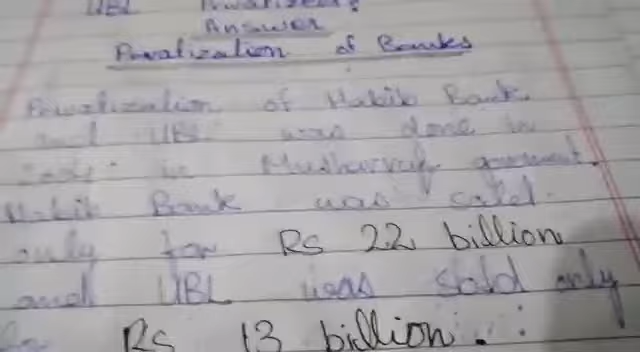 UBL
Answer
Privatization of Banks
Privatization of Habib Bank
and UBL was done in
in Musharraf
Habib Bank was sold
only for Rs 22 billion
and UBL was sold only
Rs 13 billion.